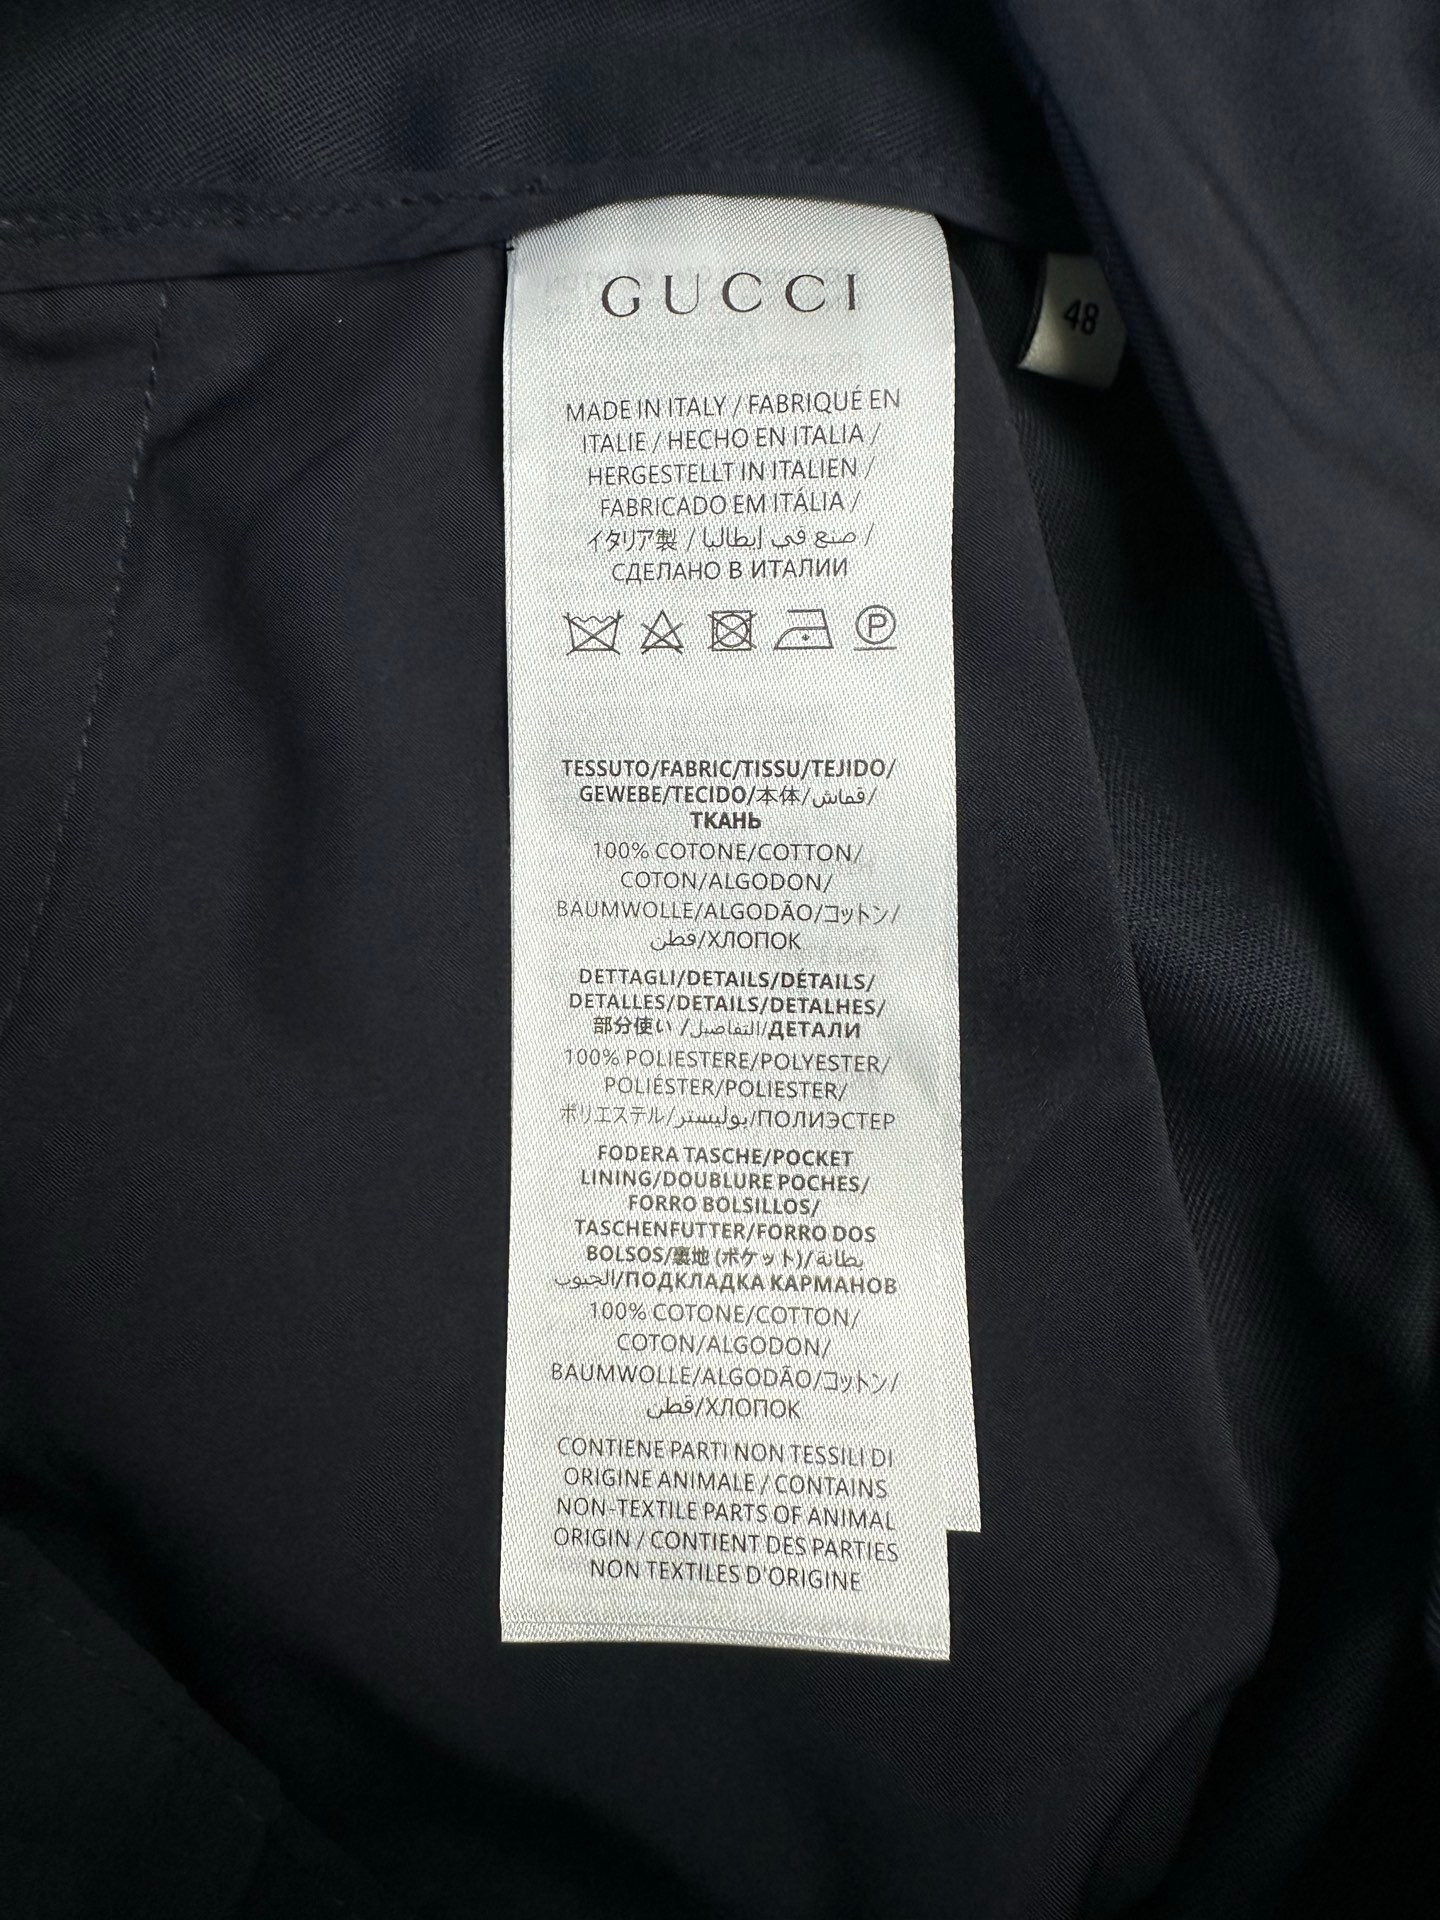 GUCCI
48
MADE IN ITALY / FABRIQUÉ EN
ITALIE / HECHO EN ITALIA /
HERGESTELLT IN ITALIEN /
FABRICADO EM ITÁLIA /
イタリア製 / صنع في إيطاليا /
СДЕЛАНО В ИТАЛИИ
P
TESSUTO/FABRIC/TISSU/TEJIDO/
GEWEBE/TECIDO/本体/قماش/
ТКАНЬ
100% COTONE/COTTON/
COTON/ALGODON/
BAUMWOLLE/ALGODÃO/コットン/
قطن/ХЛОПОК
DETTAGLI/DETAILS/DÉTAILS/
DETALLES/DETAILS/DETALHES/
部分使い /التفاصيل/ДЕТАЛИ
100% POLIESTERE/POLYESTER/
POLIÉSTER/POLIESTER/
ポリエステル/بوليستر/ПОЛИЭСТЕР
FODERA TASCHE/POCKET
LINING/DOUBLURE POCHES/
FORRO BOLSILLOS/
TASCHENFUTTER/FORRO DOS
BOLSOS/裏地 (ポケット)/بطانة
الجيوب/ПОДКЛАДКА КАРМАНОВ
100% COTONE/COTTON/
COTON/ALGODON/
BAUMWOLLE/ALGODÃO/コットン/
قطن/ХЛОПОК
CONTIENE PARTI NON TESSILI DI
ORIGINE ANIMALE / CONTAINS
NON-TEXTILE PARTS OF ANIMAL
ORIGIN / CONTIENT DES PARTIES
NON TEXTILES D'ORIGINE